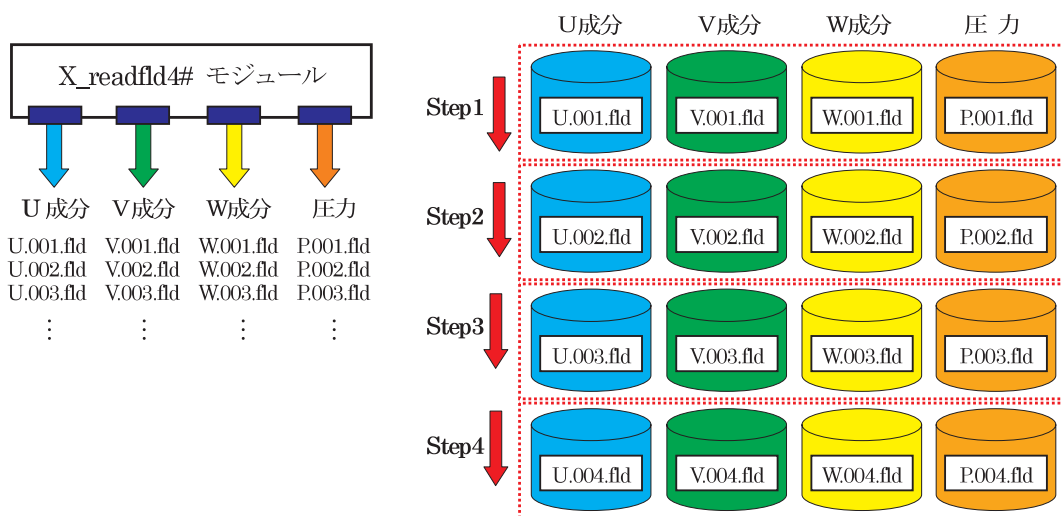 X_readfld4# モジュール
U 成分 V成分 W成分 圧力
U.001.fld V.001.fld W.001.fld P.001.fld
U.002.fld V.002.fld W.002.fld P.002.fld
U.003.fld V.003.fld W.003.fld P.003.fld
⋮ ⋮ ⋮ ⋮
U成分 V成分 W成分 圧 力
Step1 U.001.fld V.001.fld W.001.fld P.001.fld
Step2 U.002.fld V.002.fld W.002.fld P.002.fld
Step3 U.003.fld V.003.fld W.003.fld P.003.fld
Step4 U.004.fld V.004.fld W.004.fld P.004.fld